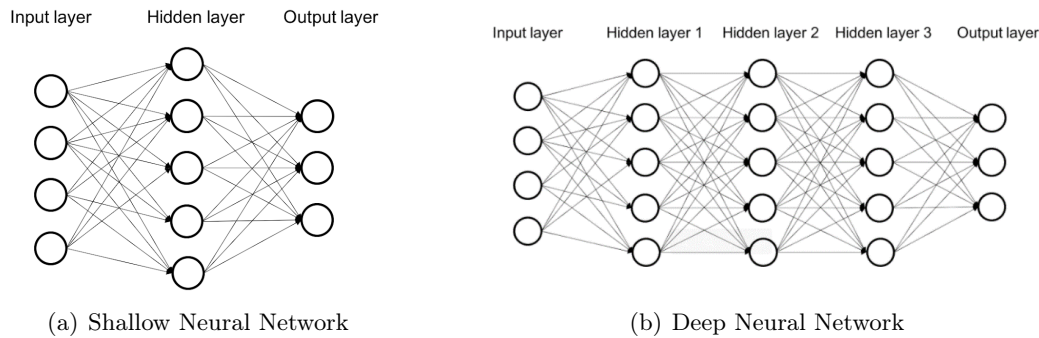 Input layer Hidden layer Output layer
Input layer Hidden layer 1 Hidden layer 2 Hidden layer 3 Output layer
(a) Shallow Neural Network
(b) Deep Neural Network